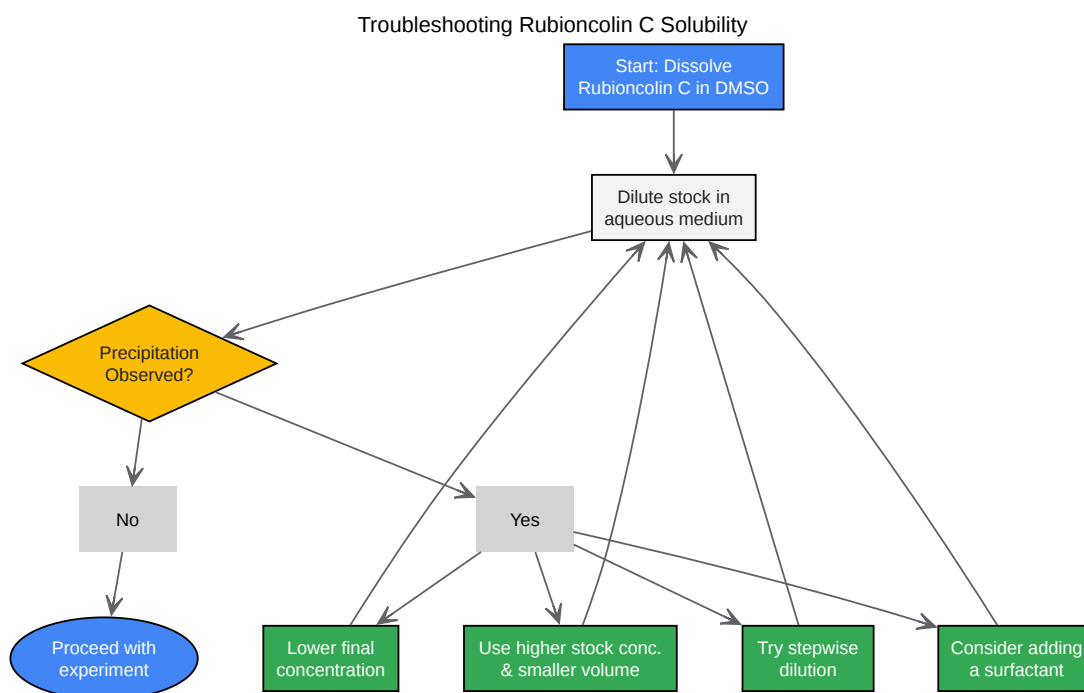 Troubleshooting Rubioncolin C Solubility
Start: Dissolve
Rubioncolin C in DMSO
Dilute stock in
aqueous medium
Precipitation
Observed?
No
Yes
Proceed with
experiment
Lower final
concentration
Use higher stock conc.
& smaller volume
Try stepwise
dilution
Consider adding
a surfactant